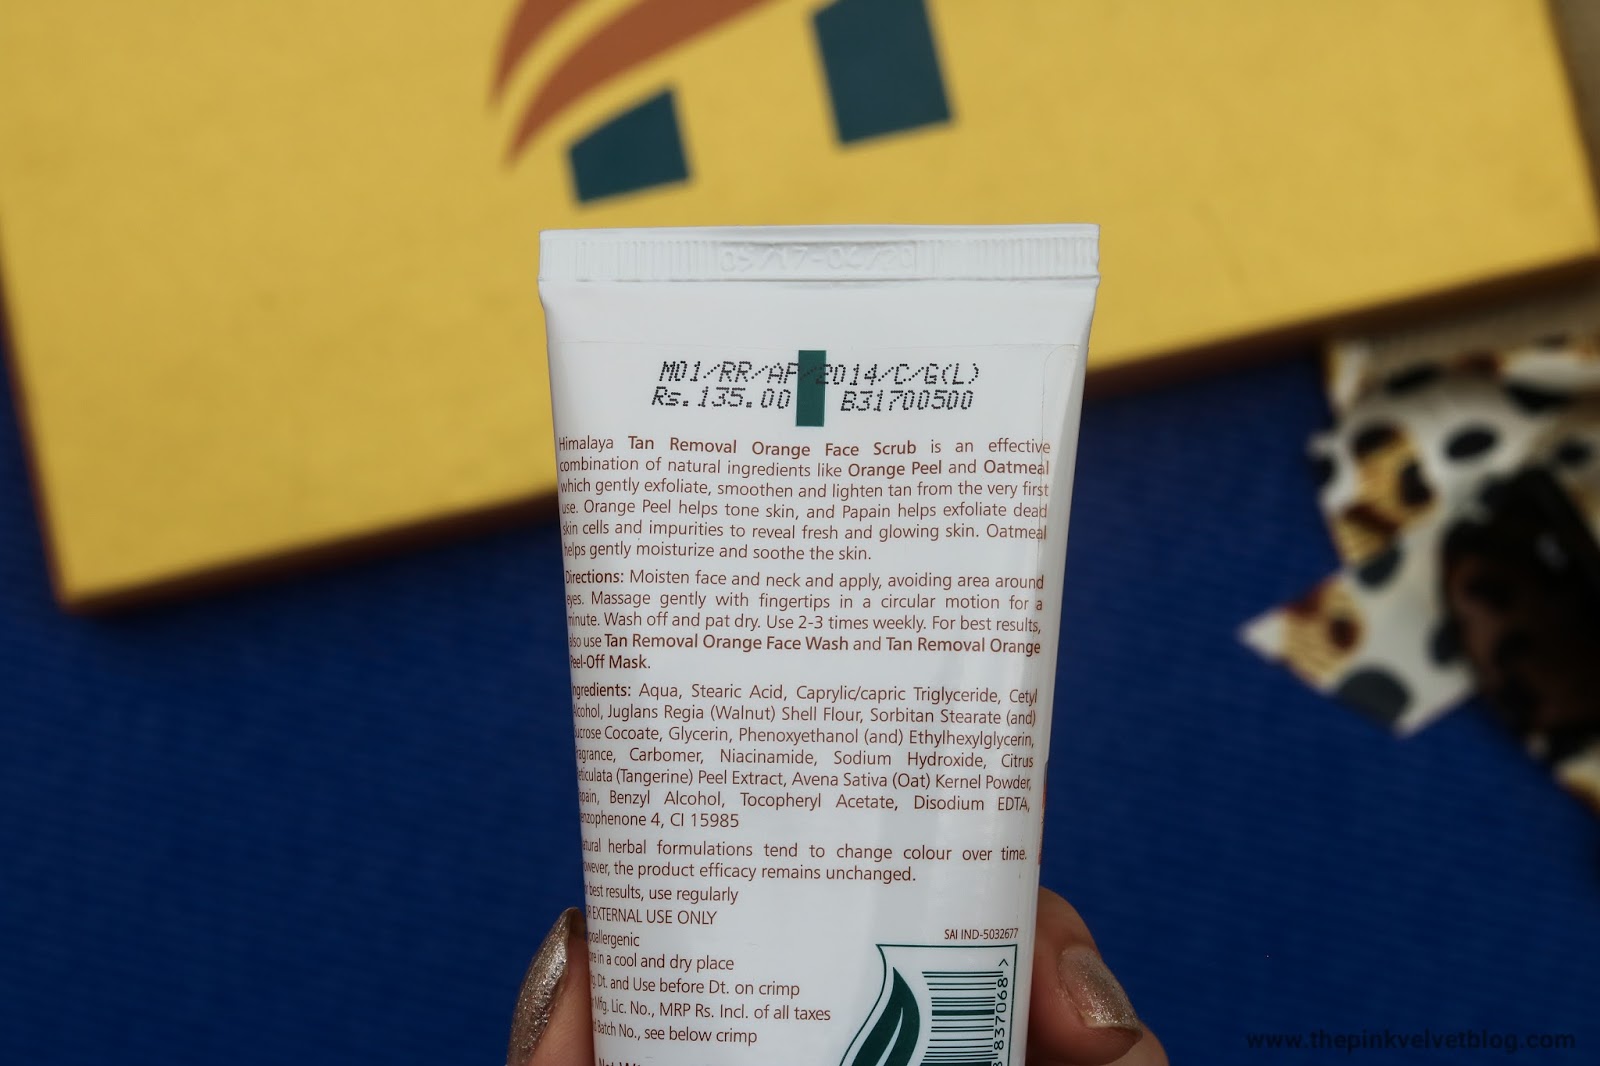 05/17-04/20
M01/RR/AP/2014/C/G(L)
Rs.135.00 B31700500
Himalaya Tan Removal Orange Face Scrub is an effective
combination of natural ingredients like Orange Peel and Oatmeal
which gently exfoliate, smoothen and lighten tan from the very first
use. Orange Peel helps tone skin, and Papain helps exfoliate dead
skin cells and impurities to reveal fresh and glowing skin. Oatmeal
helps gently moisturize and soothe the skin.
Directions: Moisten face and neck and apply, avoiding area around
eyes. Massage gently with fingertips in a circular motion for a
minute. Wash off and pat dry. Use 2-3 times weekly. For best results,
also use Tan Removal Orange Face Wash and Tan Removal Orange
Peel-Off Mask.
Ingredients: Aqua, Stearic Acid, Caprylic/capric Triglyceride, Cetyl
Alcohol, Juglans Regia (Walnut) Shell Flour, Sorbitan Stearate (and)
Sucrose Cocoate, Glycerin, Phenoxyethanol (and) Ethylhexylglycerin,
Fragrance, Carbomer, Niacinamide, Sodium Hydroxide, Citrus
Reticulata (Tangerine) Peel Extract, Avena Sativa (Oat) Kernel Powder,
Papain, Benzyl Alcohol, Tocopheryl Acetate, Disodium EDTA,
Benzophenone 4, CI 15985
Natural herbal formulations tend to change colour over time.
However, the product efficacy remains unchanged.
For best results, use regularly
FOR EXTERNAL USE ONLY
SAI IND-5032677
Hypoallergenic
Store in a cool and dry place
Mfg. Dt. and Use before Dt. on crimp
Mfg. Lic. No., MRP Rs. Incl. of all taxes
and Batch No., see below crimp
837068>
www.thepinkvelvetblog.com